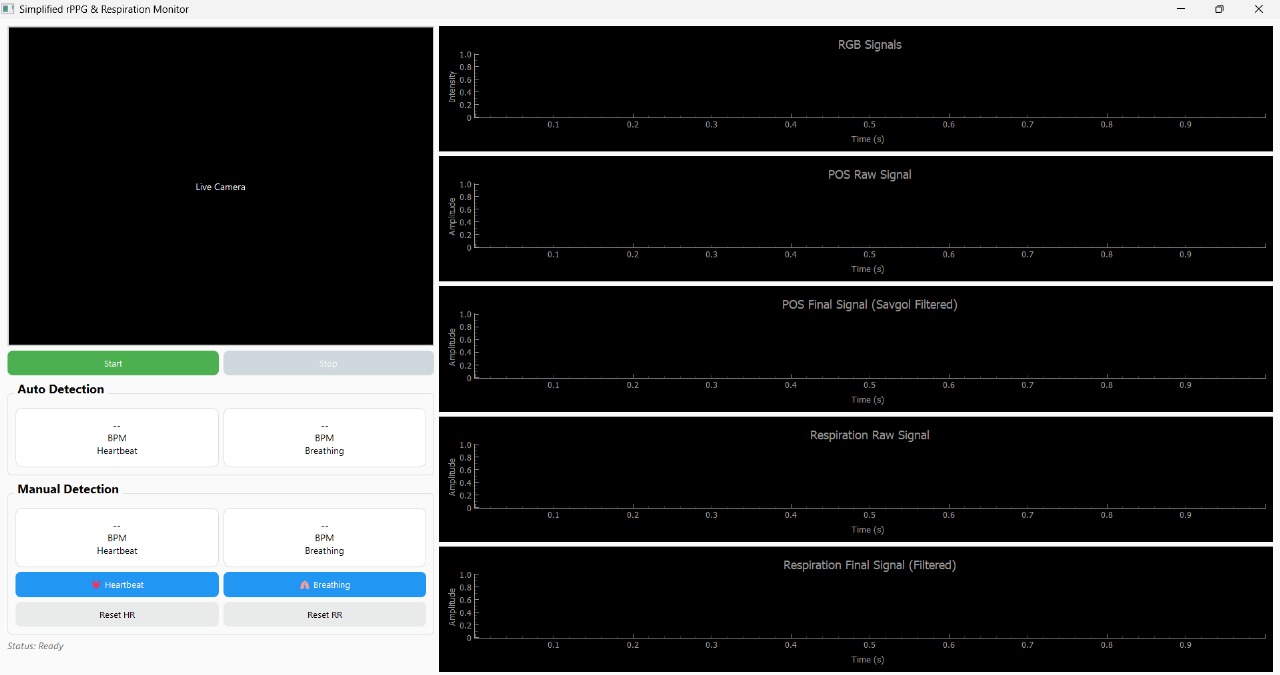 Simplified rPPG & Respiration Monitor
Live Camera
Start
Stop
Auto Detection
--
BPM
Heartbeat
--
BPM
Breathing
Manual Detection
--
BPM
Heartbeat
--
BPM
Breathing
Heartbeat
Breathing
Reset HR
Reset RR
Status: Ready
RGB Signals
Intensity
1.0
0.8
0.6
0.4
0.2
0
0.1 0.2 0.3 0.4 0.5 0.6 0.7 0.8 0.9
Time (s)
POS Raw Signal
Amplitude
1.0
0.8
0.6
0.4
0.2
0
0.1 0.2 0.3 0.4 0.5 0.6 0.7 0.8 0.9
Time (s)
POS Final Signal (Savgol Filtered)
Amplitude
1.0
0.8
0.6
0.4
0.2
0
0.1 0.2 0.3 0.4 0.5 0.6 0.7 0.8 0.9
Time (s)
Respiration Raw Signal
Amplitude
1.0
0.8
0.6
0.4
0.2
0
0.1 0.2 0.3 0.4 0.5 0.6 0.7 0.8 0.9
Time (s)
Respiration Final Signal (Filtered)
Amplitude
1.0
0.8
0.6
0.4
0.2
0
0.1 0.2 0.3 0.4 0.5 0.6 0.7 0.8 0.9
Time (s)